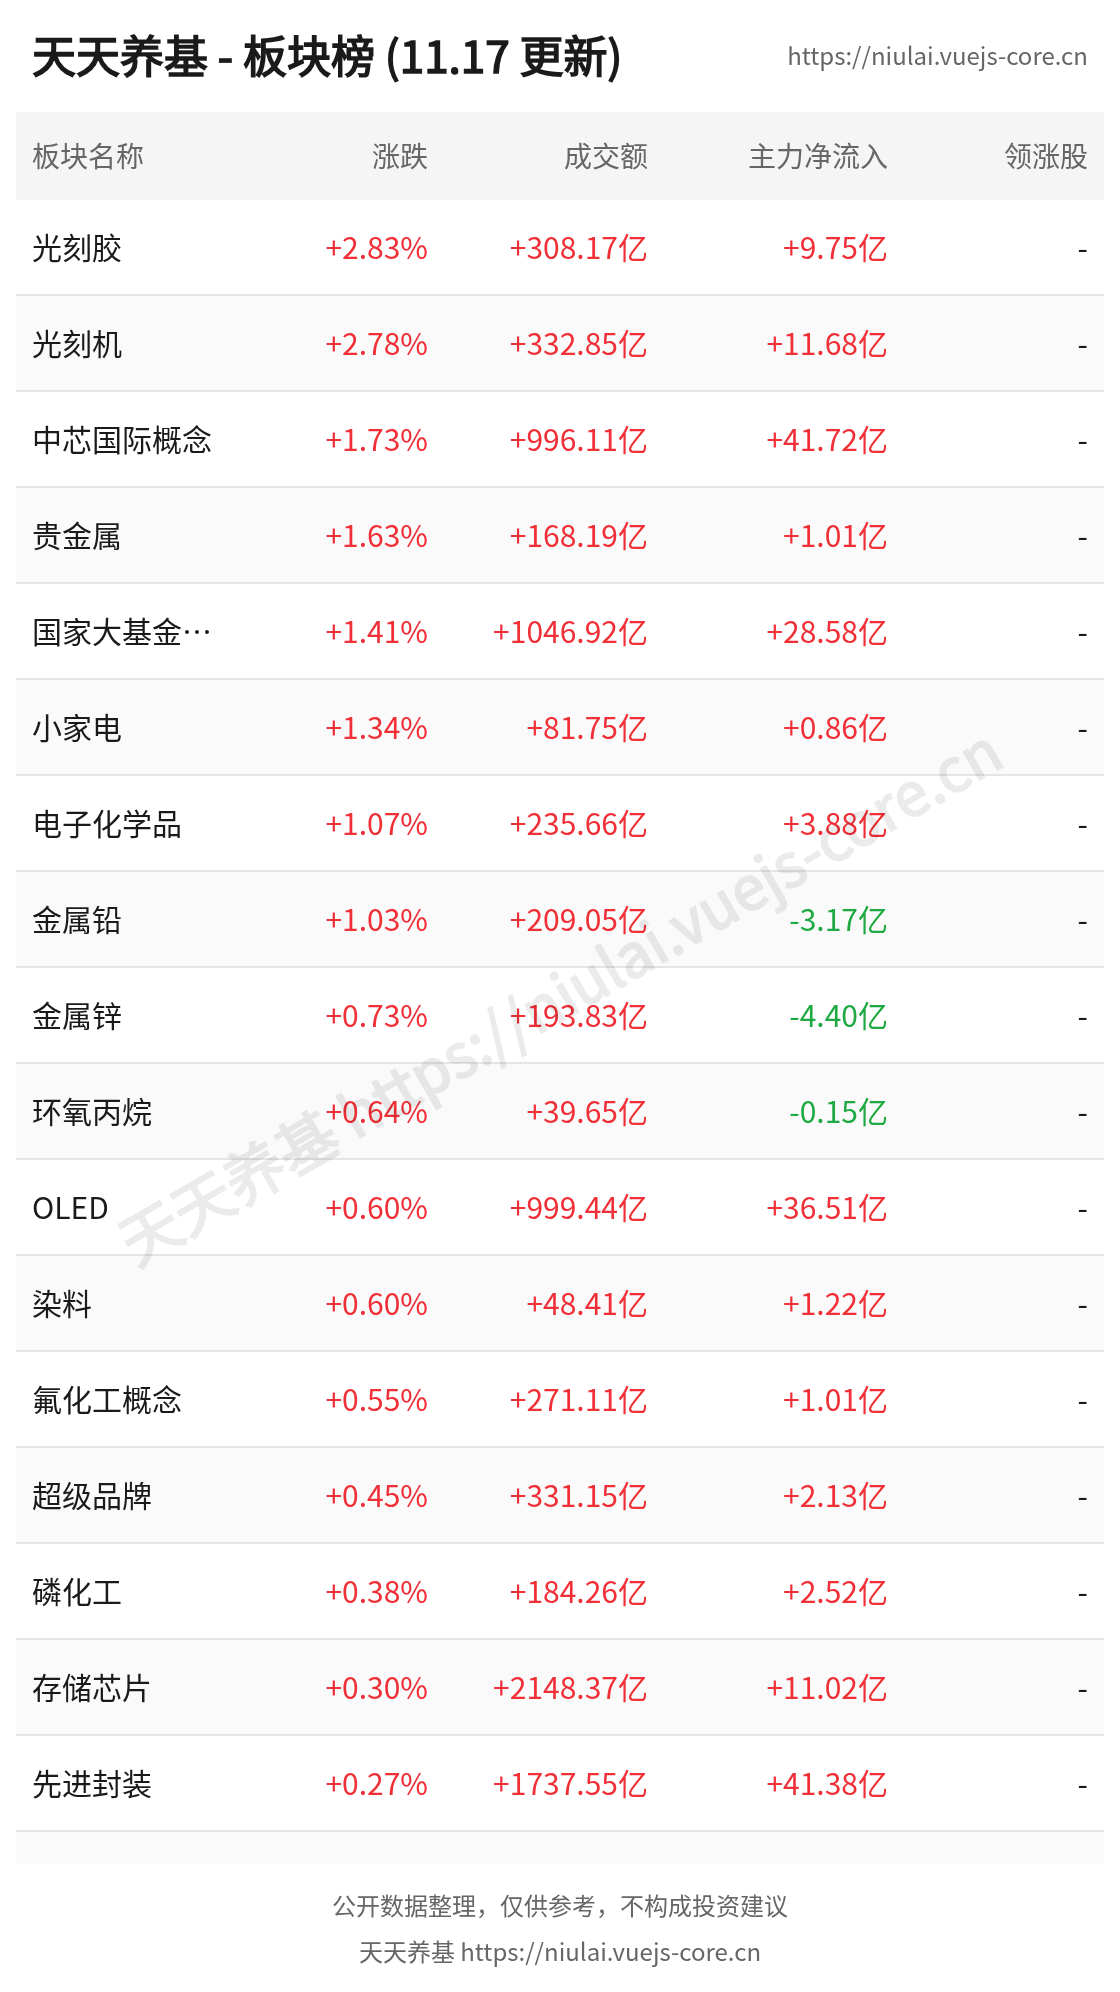 天天养基 - 板块榜 (11.17 更新) https://niulai.vuejs-core.cn
板块名称 涨跌 成交额 主力净流入 领涨股
光刻胶 +2.83% +308.17亿 +9.75亿 -
光刻机 +2.78% +332.85亿 +11.68亿 -
中芯国际概念 +1.73% +996.11亿 +41.72亿 -
贵金属 +1.63% +168.19亿 +1.01亿 -
国家大基金… +1.41% +1046.92亿 +28.58亿 -
小家电 +1.34% +81.75亿 +0.86亿 -
电子化学品 +1.07% +235.66亿 +3.88亿 -
金属铅 +1.03% +209.05亿 -3.17亿 -
金属锌 +0.73% +193.83亿 -4.40亿 -
环氧丙烷 +0.64% +39.65亿 -0.15亿 -
OLED +0.60% +999.44亿 +36.51亿 -
染料 +0.60% +48.41亿 +1.22亿 -
氟化工概念 +0.55% +271.11亿 +1.01亿 -
超级品牌 +0.45% +331.15亿 +2.13亿 -
磷化工 +0.38% +184.26亿 +2.52亿 -
存储芯片 +0.30% +2148.37亿 +11.02亿 -
先进封装 +0.27% +1737.55亿 +41.38亿 -
天天养基 https://niulai.vuejs-core.cn
公开数据整理，仅供参考，不构成投资建议
天天养基 https://niulai.vuejs-core.cn